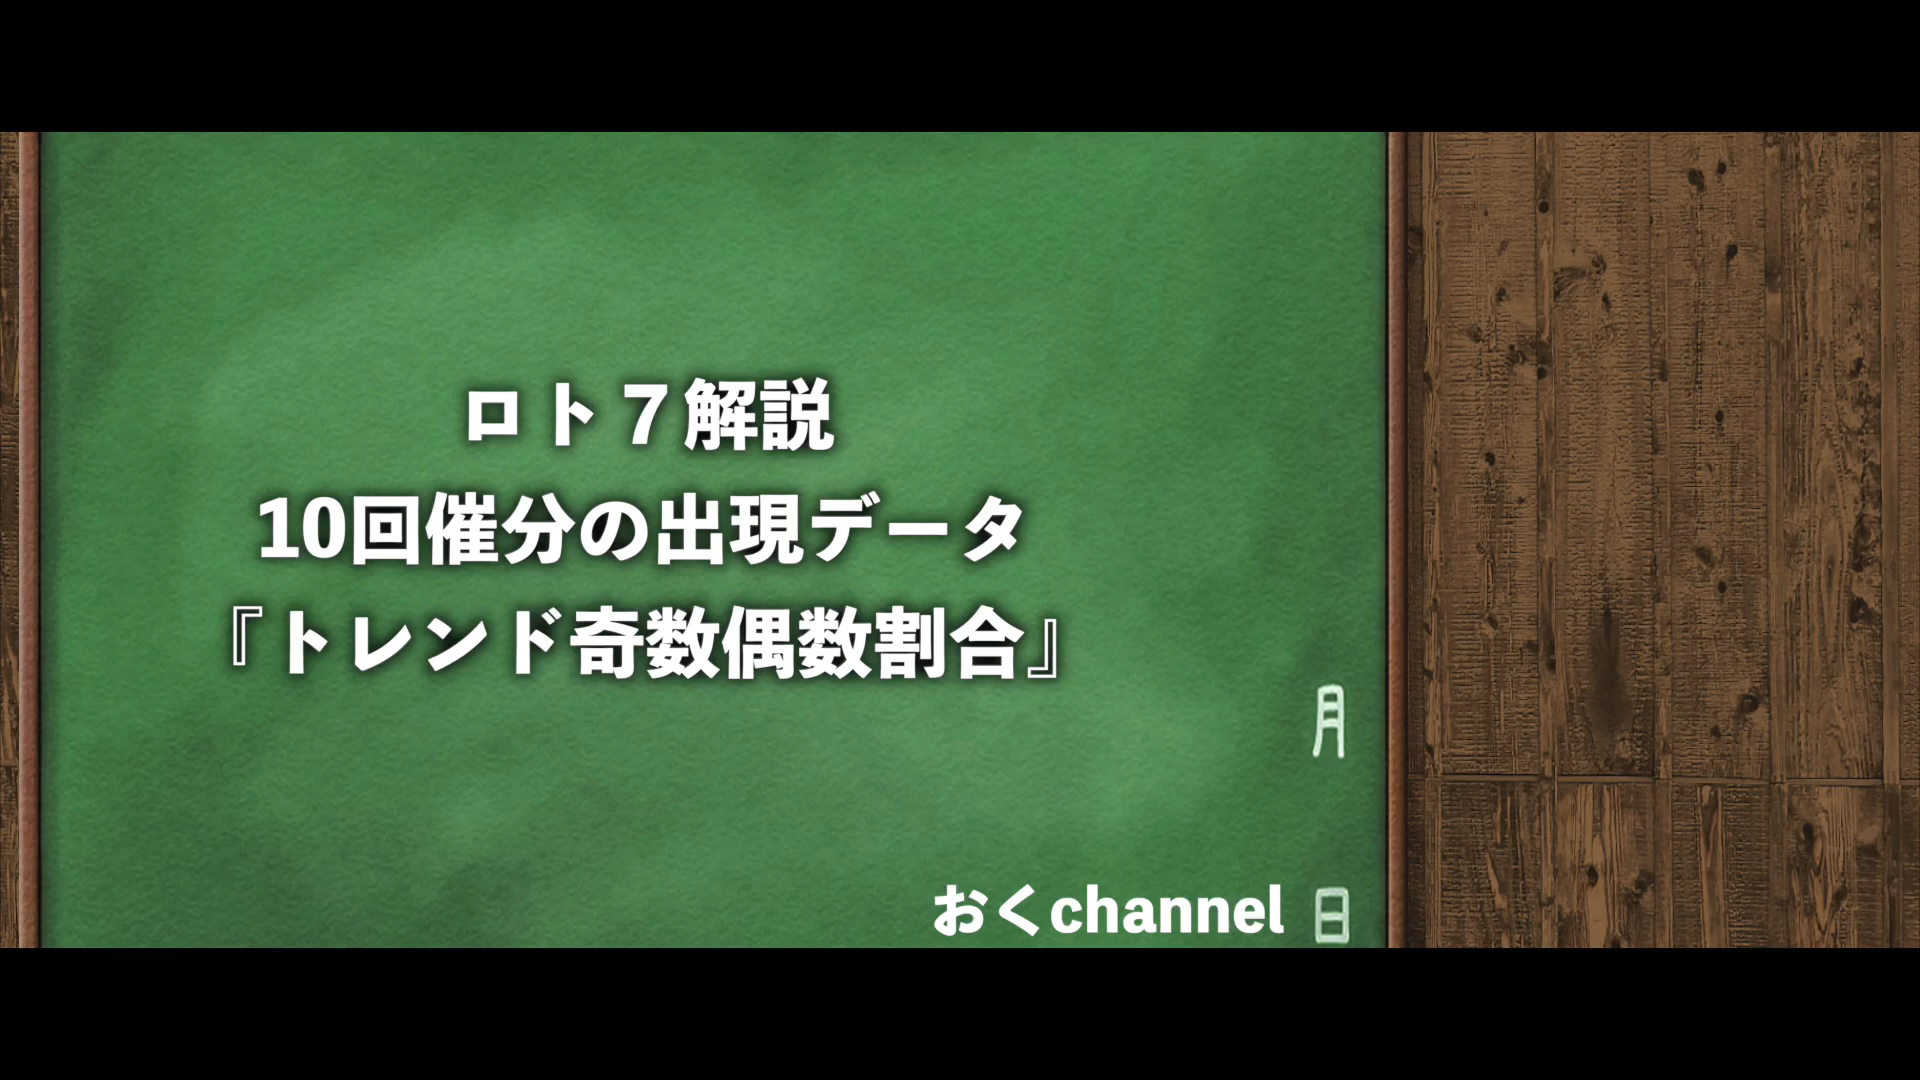 ロト７解説
10回催分の出現データ
『トレンド奇数偶数割合』
月
おくchannel
日